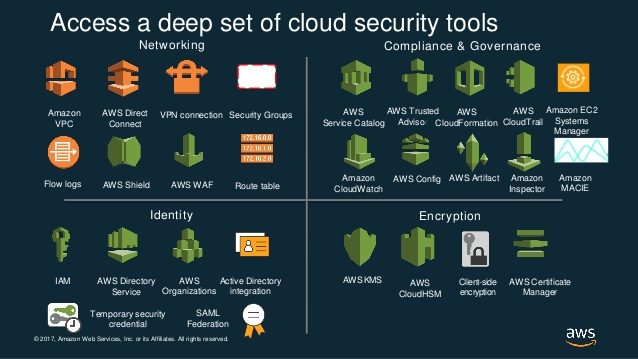 Access a deep set of cloud security tools
Networking
Amazon
VPC
AWS Direct
Connect
VPN connection
Security Groups
Flow logs
AWS Shield
AWS WAF
172.16.0.0
172.16.1.0
172.16.2.0
Route table
Compliance & Governance
AWS
Service Catalog
AWS Trusted
Adviso
AWS
CloudFormation
AWS
CloudTrail
Amazon EC2
Systems
Manager
Amazon
CloudWatch
AWS Config
AWS Artifact
Amazon
Inspector
Amazon
MACIE
Identity
IAM
AWS Directory
Service
AWS
Organizations
Active Directory
integration
Temporary security
credential
SAML
Federation
Encryption
AWS KMS
AWS
CloudHSM
Client-side
encryption
AWS Certificate
Manager
© 2017, Amazon Web Services, Inc. or its Affiliates. All rights reserved.
aws